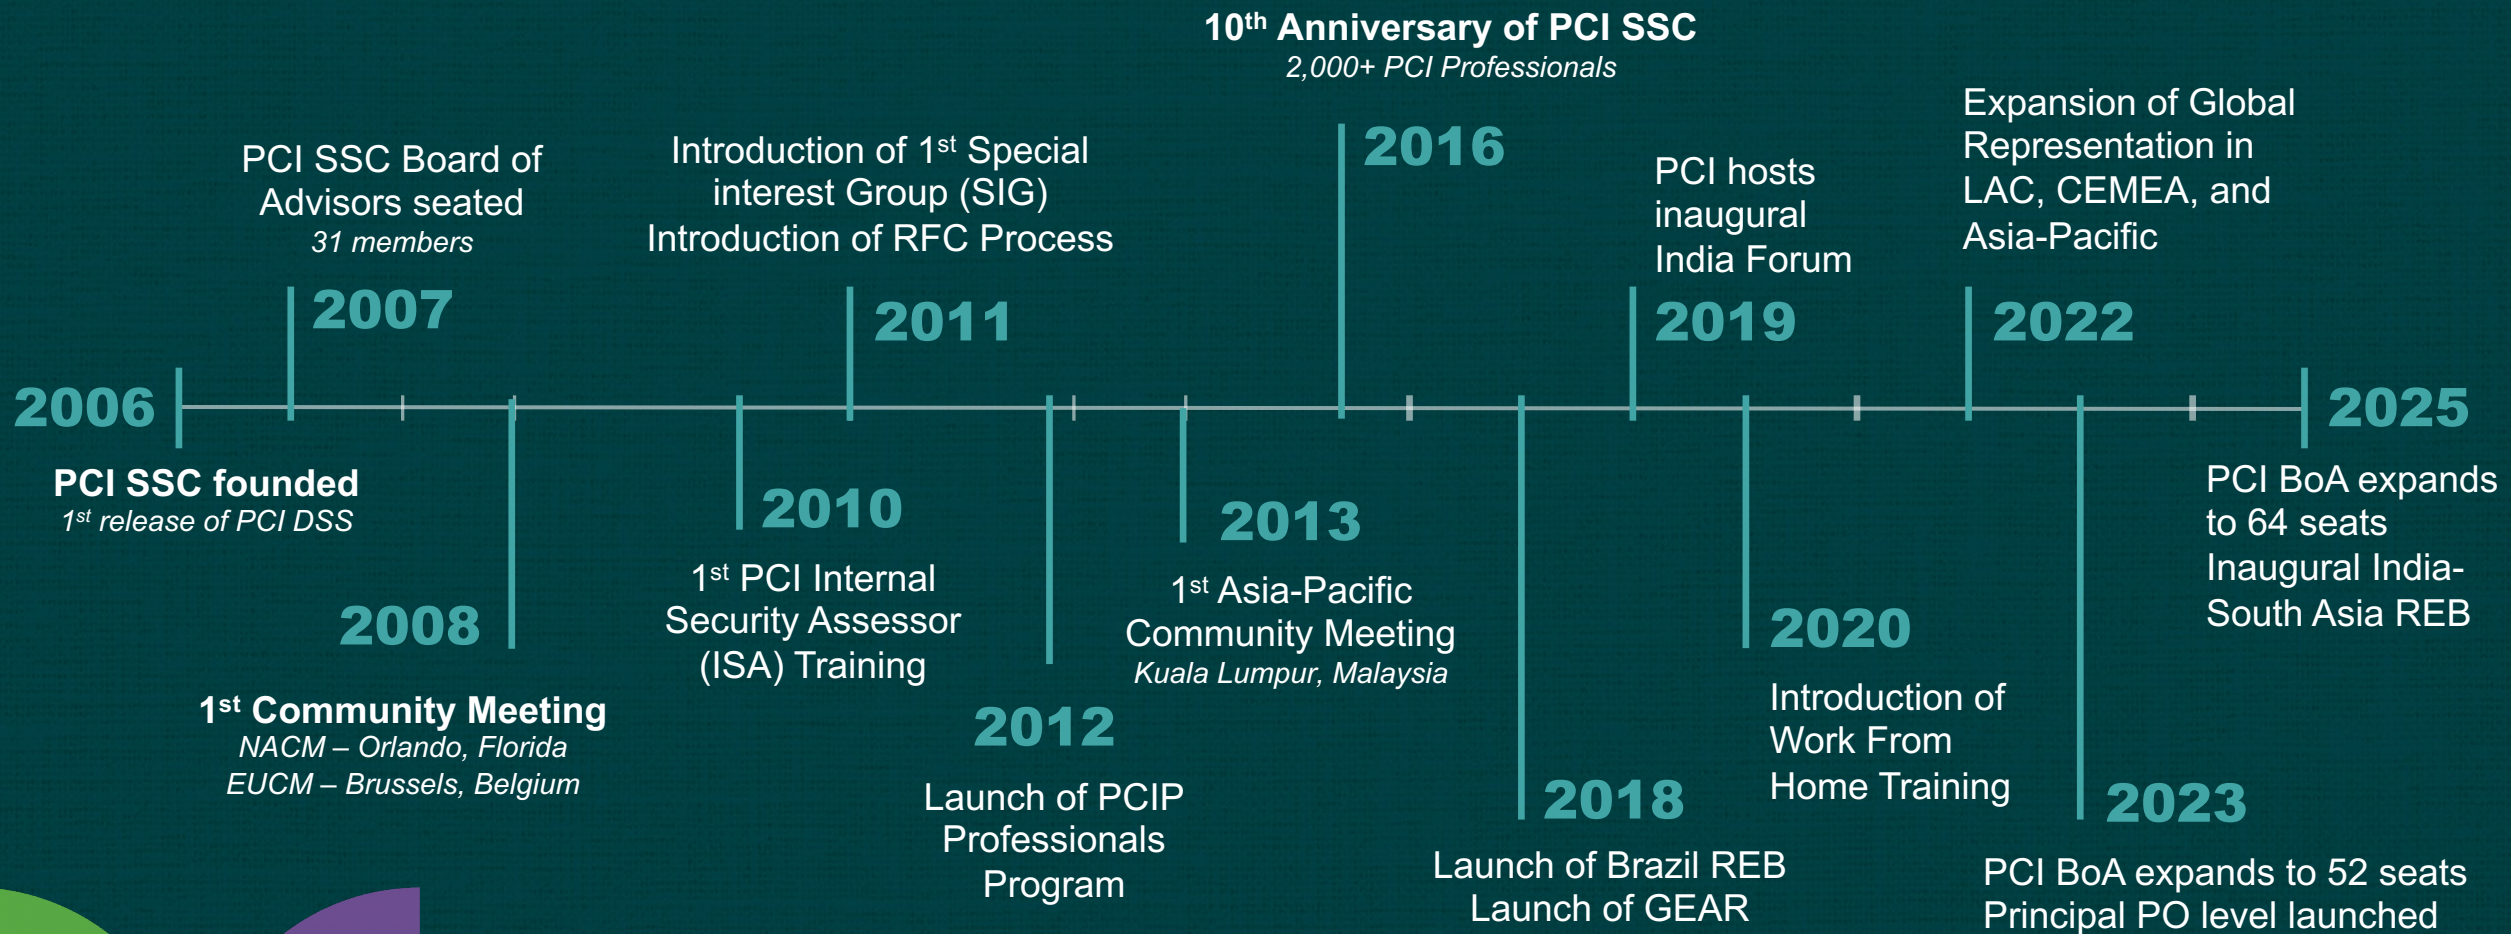 10th Anniversary of PCI SSC
2,000+ PCI Professionals
2016
PCI SSC Board of
Advisors seated
31 members
2007
Introduction of 1st Special
interest Group (SIG)
Introduction of RFC Process
2011
PCI hosts
inaugural
India Forum
2019
Expansion of Global
Representation in
LAC, CEMEA, and
Asia-Pacific
2022
2006
PCI SSC founded
1st release of PCI DSS
2008
1st Community Meeting
NACM – Orlando, Florida
EUCM – Brussels, Belgium
2010
1st PCI Internal
Security Assessor
(ISA) Training
2012
Launch of PCIP
Professionals
Program
2013
1st Asia-Pacific
Community Meeting
Kuala Lumpur, Malaysia
2018
Launch of Brazil REB
Launch of GEAR
2020
Introduction of
Work From
Home Training
2023
PCI BoA expands to 52 seats
Principal PO level launched
2025
PCI BoA expands
to 64 seats
Inaugural India-
South Asia REB